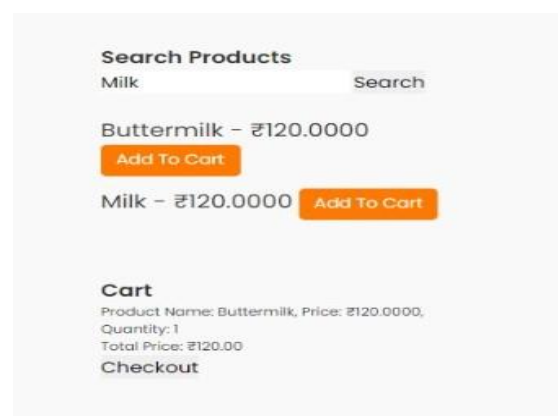 Search Products
Milk Search
Buttermilk - ₹120.0000
Add To Cart
Milk - ₹120.0000 Add To Cart
Cart
Product Name: Buttermilk, Price: ₹120.0000,
Quantity: 1
Total Price: ₹120.00
Checkout